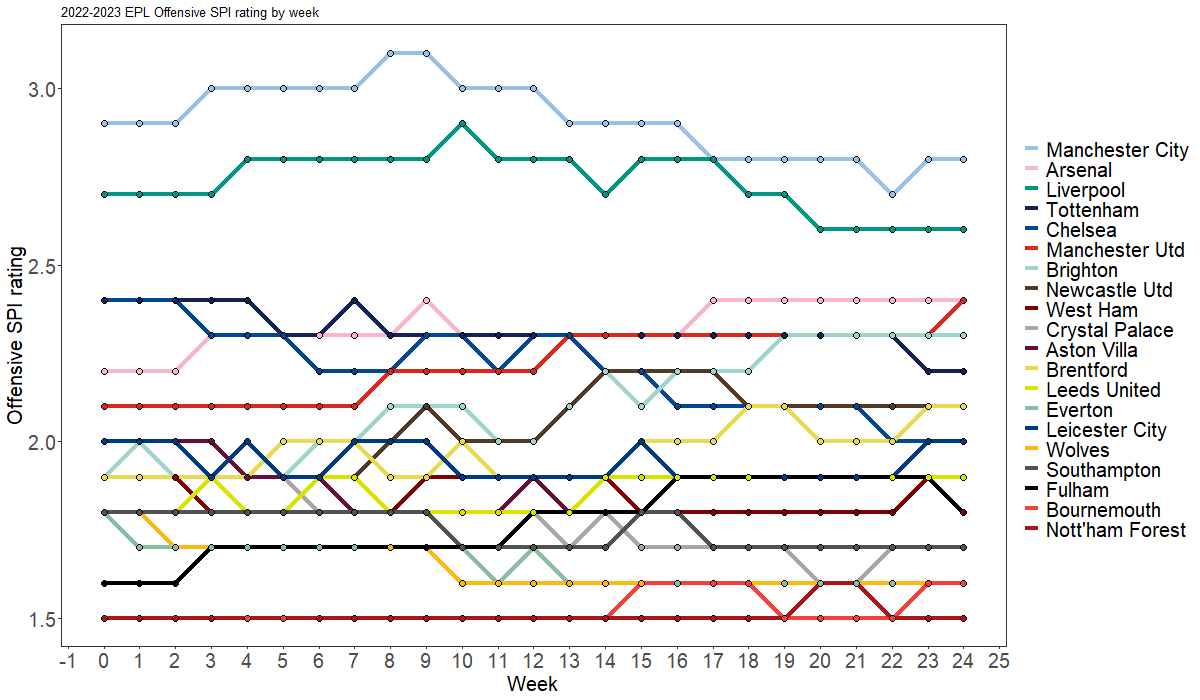 2022-2023 EPL Offensive SPI rating by week
3.0
2.5
2.0
1.5
Offensive SPI rating
-1 0 1 2 3 4 5 6 7 8 9 10 11 12 13 14 15 16 17 18 19 20 21 22 23 24 25
Week
Manchester City
Arsenal
Liverpool
Tottenham
Chelsea
Manchester Utd
Brighton
Newcastle Utd
West Ham
Crystal Palace
Aston Villa
Brentford
Leeds United
Everton
Leicester City
Wolves
Southampton
Fulham
Bournemouth
Nott'ham Forest